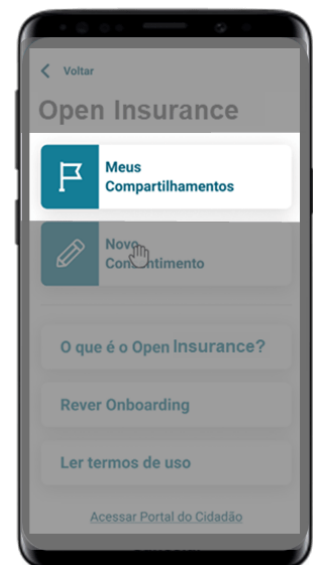 Voltar
Open Insurance
Meus
Compartilhamentos
Novo
Consentimento
O que é o Open Insurance?
Rever Onboarding
Ler termos de uso
Acessar Portal do Cidadão